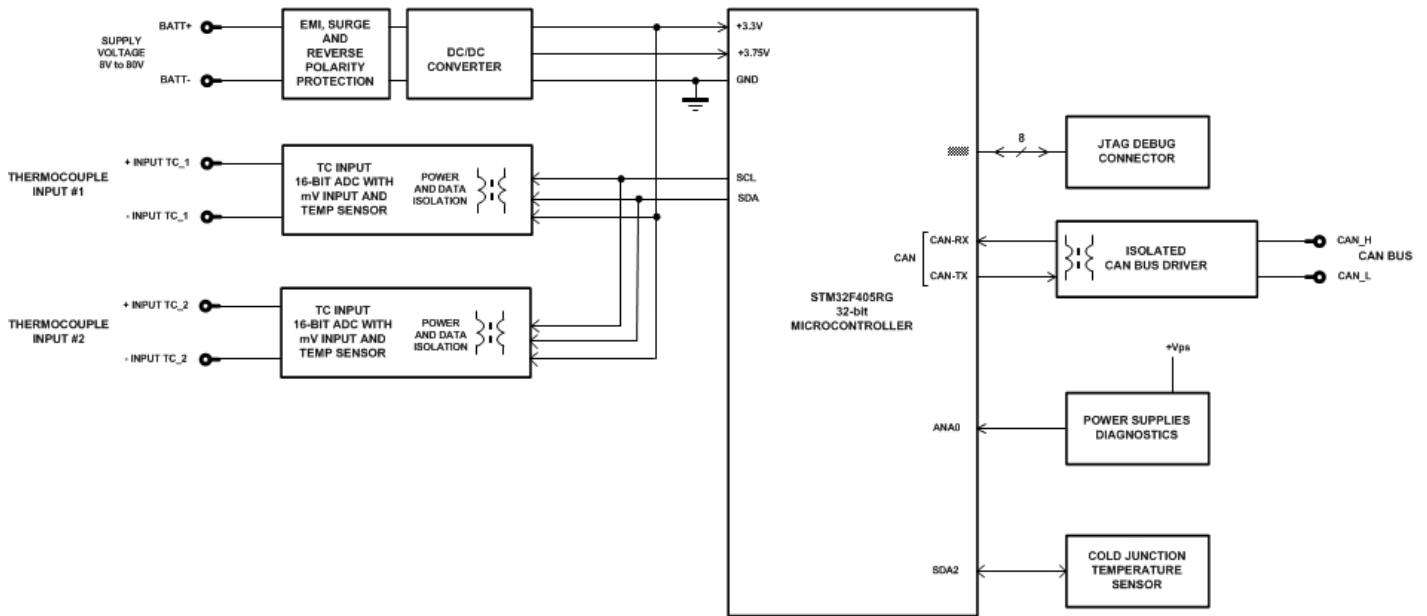 BATT+
SUPPLY
VOLTAGE
8V to 80V
BATT-
EMI, SURGE
AND
REVERSE
POLARITY
PROTECTION
DC/DC
CONVERTER
+3.3V
+3.75V
GND
THERMOCOUPLE
INPUT #1
+ INPUT TC_1
- INPUT TC_1
TC INPUT
16-BIT ADC WITH
mV INPUT AND
TEMP SENSOR
POWER
AND DATA
ISOLATION
SCL
SDA
THERMOCOUPLE
INPUT #2
+ INPUT TC_2
- INPUT TC_2
TC INPUT
16-BIT ADC WITH
mV INPUT AND
TEMP SENSOR
POWER
AND DATA
ISOLATION
STM32F405RG
32-bit
MICROCONTROLLER
8
JTAG DEBUG
CONNECTOR
CAN
CAN-RX
CAN-TX
ISOLATED
CAN BUS DRIVER
CAN_H
CAN BUS
CAN_L
+Vps
ANA0
POWER SUPPLIES
DIAGNOSTICS
SDA2
COLD JUNCTION
TEMPERATURE
SENSOR